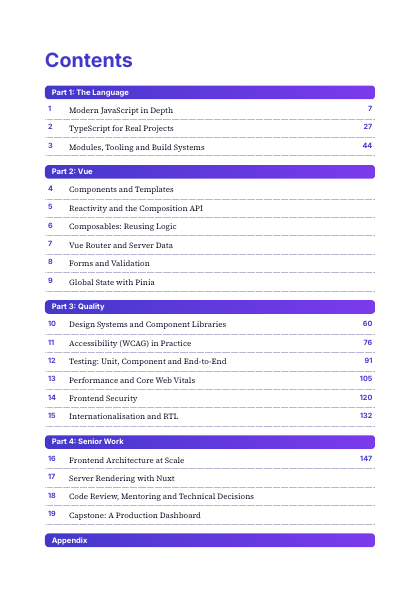 Contents
Part 1: The Language
1 Modern JavaScript in Depth 7
2 TypeScript for Real Projects 27
3 Modules, Tooling and Build Systems 44
Part 2: Vue
4 Components and Templates
5 Reactivity and the Composition API
6 Composables: Reusing Logic
7 Vue Router and Server Data
8 Forms and Validation
9 Global State with Pinia
Part 3: Quality
10 Design Systems and Component Libraries 60
11 Accessibility (WCAG) in Practice 76
12 Testing: Unit, Component and End-to-End 91
13 Performance and Core Web Vitals 105
14 Frontend Security 120
15 Internationalisation and RTL 132
Part 4: Senior Work
16 Frontend Architecture at Scale 147
17 Server Rendering with Nuxt
18 Code Review, Mentoring and Technical Decisions
19 Capstone: A Production Dashboard
Appendix